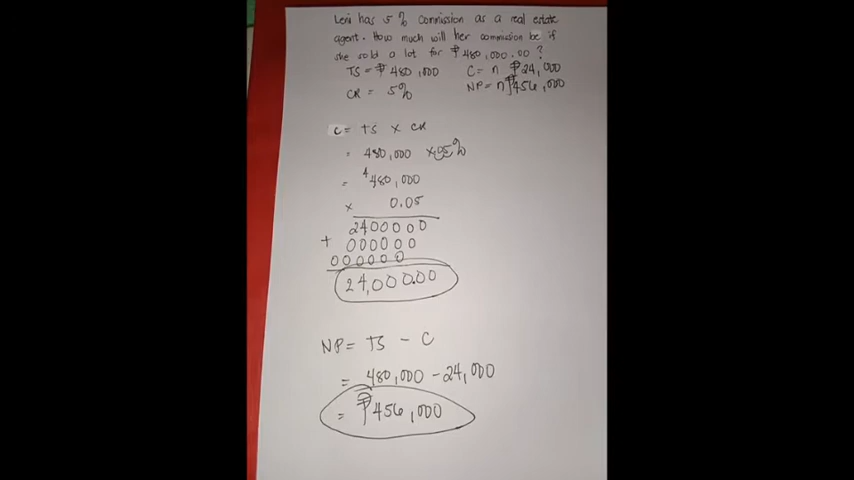 Leni has 5% commission as a real estate
agent. How much will her commission be if
she sold a lot for ₱480,000.00?
TS = ₱480,000 C = n ₱24,000
CR = 5% NP = n ₱456,000
C = TS x CR
= 480,000 x 05%
= 4 480,000
x 0.05
2400000
+ 000000
000000
24,000.00
NP = TS - C
= 480,000 - 24,000
= ₱456,000